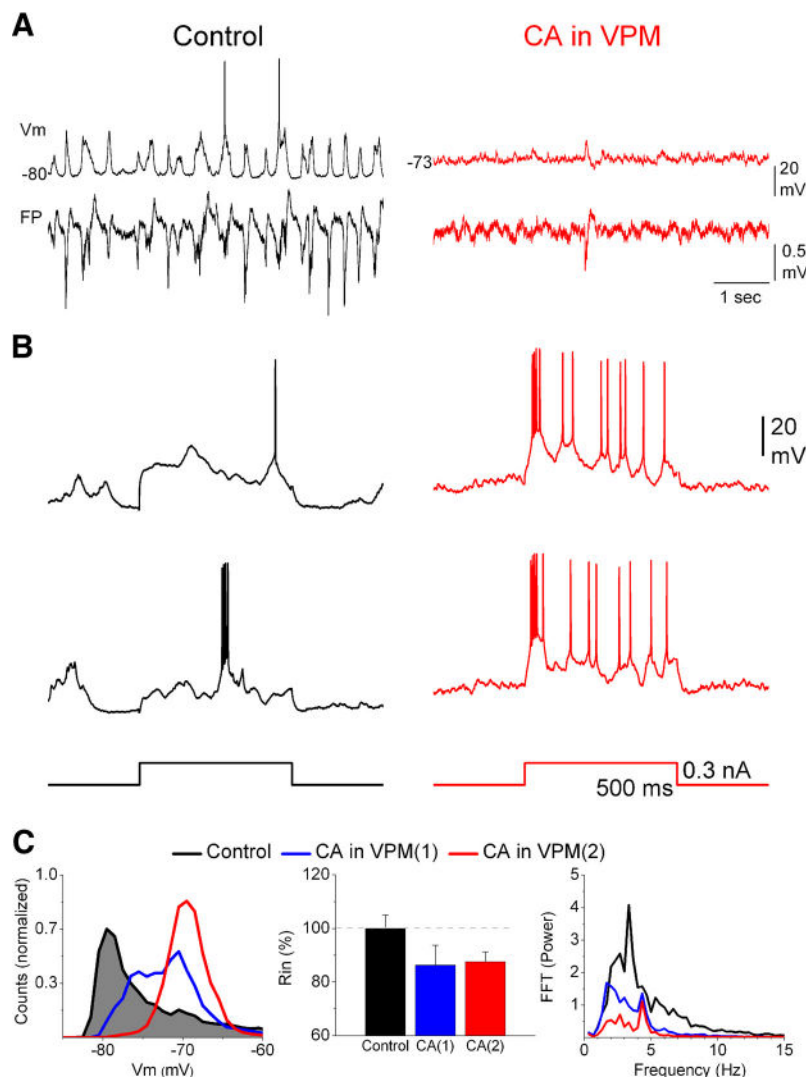 A
Control
CA in VPM
Vm
-80
-73
20
mV
FP
0.5
mV
1 sec
B
20
mV
0.3 nA
500 ms
C
Control
CA in VPM(1)
CA in VPM(2)
Counts (normalized)
1.0
0.7
0.3
-80
-70
-60
Vm (mV)
Rin (%)
120
100
80
60
Control
CA(1)
CA(2)
FFT (Power)
5
4
3
2
1
0
5
10
15
Frequency (Hz)